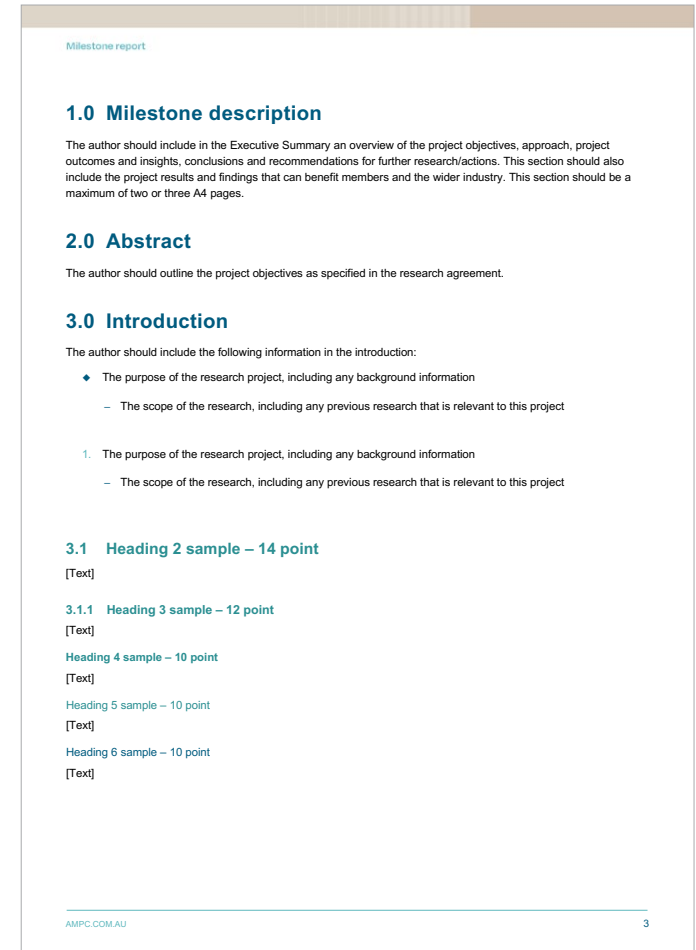 Milestone report
1.0 Milestone description
The author should include in the Executive Summary an overview of the project objectives, approach, project
outcomes and insights, conclusions and recommendations for further research/actions. This section should also
include the project results and findings that can benefit members and the wider industry. This section should be a
maximum of two or three A4 pages.
2.0 Abstract
The author should outline the project objectives as specified in the research agreement.
3.0 Introduction
The author should include the following information in the introduction:
◆ The purpose of the research project, including any background information
– The scope of the research, including any previous research that is relevant to this project
1. The purpose of the research project, including any background information
– The scope of the research, including any previous research that is relevant to this project
3.1 Heading 2 sample – 14 point
[Text]
3.1.1 Heading 3 sample – 12 point
[Text]
Heading 4 sample – 10 point
[Text]
Heading 5 sample – 10 point
[Text]
Heading 6 sample – 10 point
[Text]
AMPC.COM.AU 3